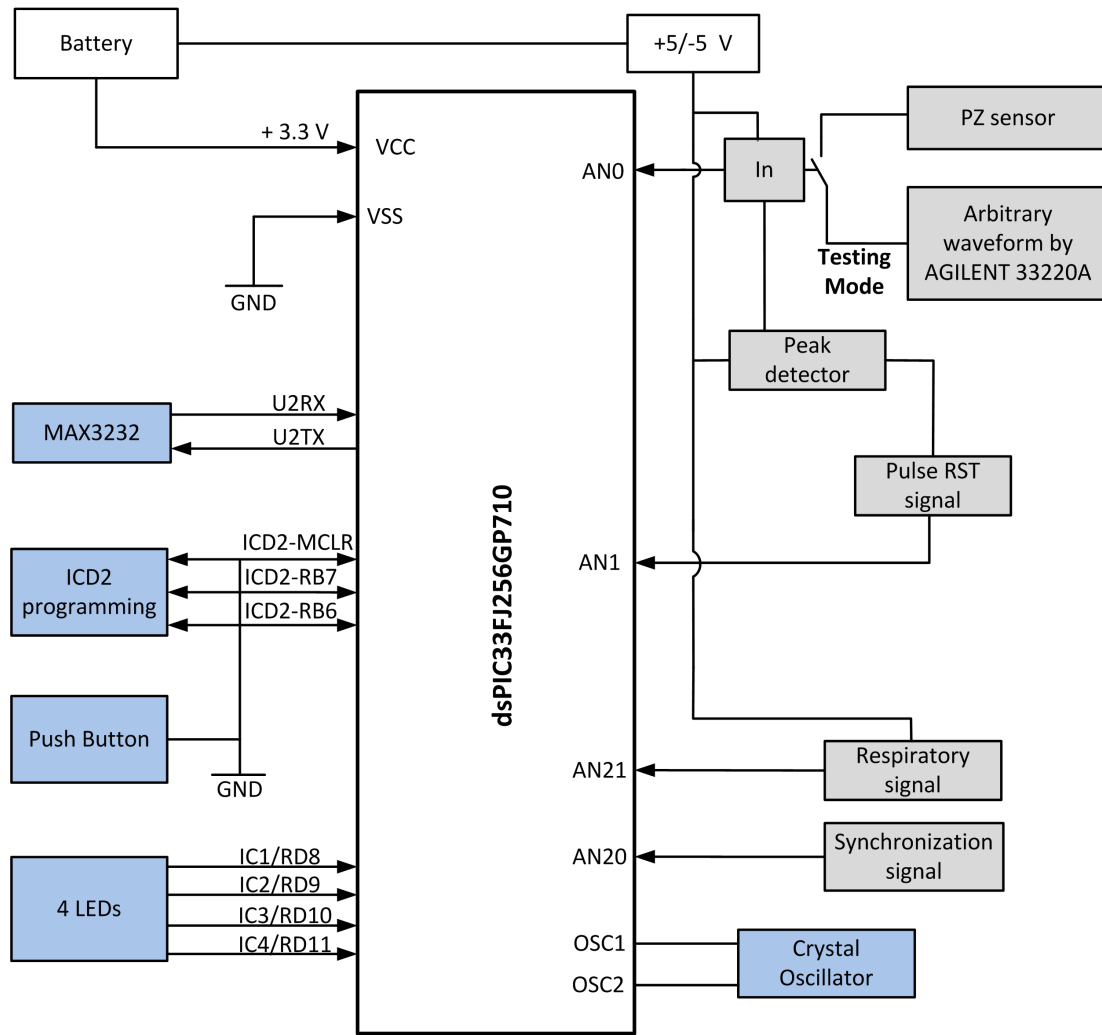 Battery
+5/-5 V
+ 3.3 V
VCC
VSS
GND
PZ sensor
AN0
In
Arbitrary
waveform by
AGILENT 33220A
Testing
Mode
Peak
detector
MAX3232
U2RX
U2TX
Pulse RST
signal
dsPIC33FJ256GP710
ICD2
programming
ICD2-MCLR
ICD2-RB7
ICD2-RB6
AN1
Push Button
GND
AN21
Respiratory
signal
AN20
Synchronization
signal
4 LEDs
IC1/RD8
IC2/RD9
IC3/RD10
IC4/RD11
OSC1
OSC2
Crystal
Oscillator